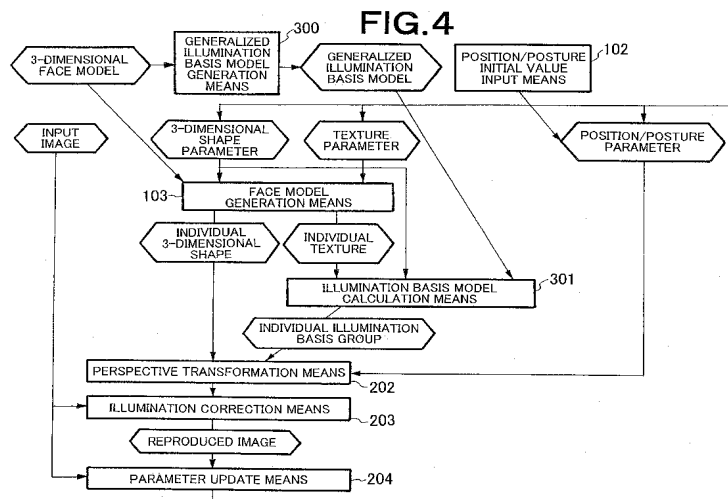 FIG.4
300
3-DIMENSIONAL
FACE MODEL
GENERALIZED
ILLUMINATION
BASIS MODEL
GENERATION
MEANS
GENERALIZED
ILLUMINATION
BASIS MODEL
POSITION/POSTURE
INITIAL VALUE
INPUT MEANS
102
INPUT
IMAGE
3-DIMENSIONAL
SHAPE
PARAMETER
TEXTURE
PARAMETER
POSITION/POSTURE
PARAMETER
103
FACE MODEL
GENERATION MEANS
INDIVIDUAL
3-DIMENSIONAL
SHAPE
INDIVIDUAL
TEXTURE
ILLUMINATION BASIS MODEL
CALCULATION MEANS
301
INDIVIDUAL ILLUMINATION
BASIS GROUP
PERSPECTIVE TRANSFORMATION MEANS
202
ILLUMINATION CORRECTION MEANS
203
REPRODUCED IMAGE
PARAMETER UPDATE MEANS
204